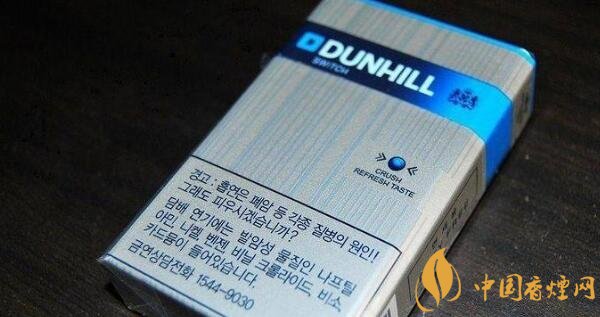 DUNHILL
SWITCH
CRUSH
REFRESH TASTE
경고: 흡연은 폐암 등 각종 질병의 원인!
그래도 피우시겠습니까?
담배 연기에는 발암성 물질인 나프틸
아민, 니켈, 벤젠, 비닐 크롤라이드, 비소,
카드뮴이 들어있습니다.
금연상담전화 1544-9030
中国香烟网